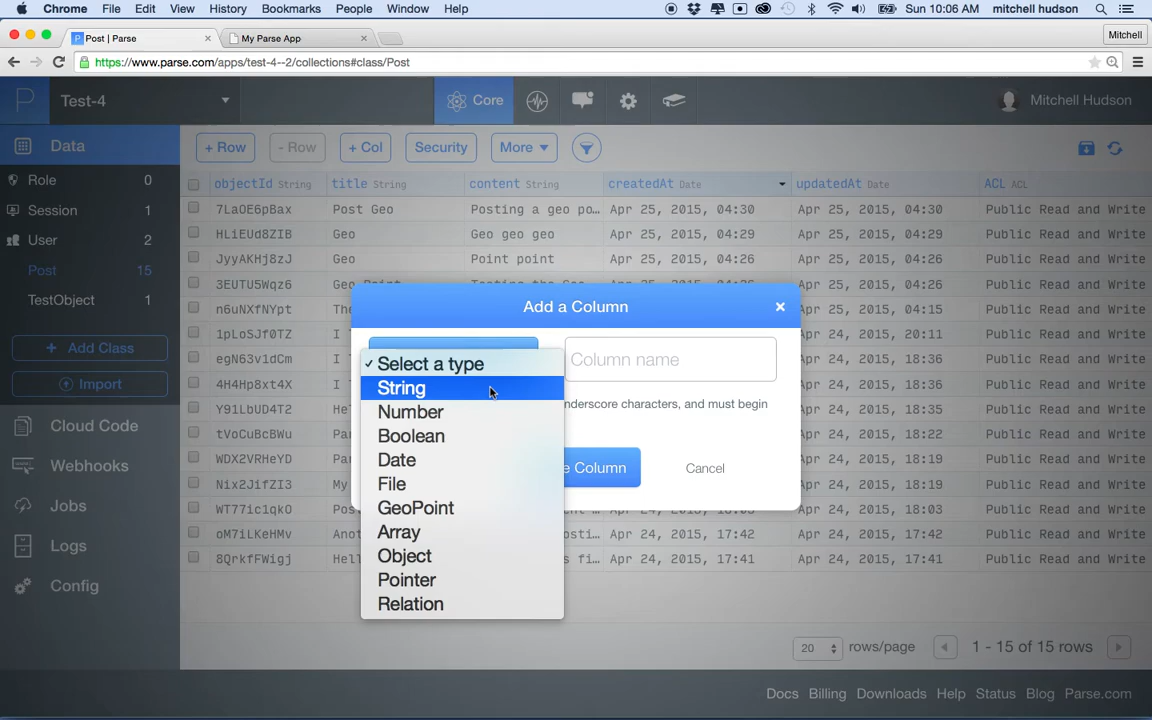 Chrome File Edit View History Bookmarks People Window Help Sun 10:06 AM mitchell hudson
Post | Parse × My Parse App × Mitchell
https://www.parse.com/apps/test-4--2/collections#class/Post
P Test-4 Core Mitchell Hudson
Data + Row - Row + Col Security More
Role 0 objectId String title String content String createdAt Date updatedAt Date ACL ACL
Session 1 7LaOE6pBax Post Geo Posting a geo po… Apr 25, 2015, 04:30 Apr 25, 2015, 04:30 Public Read and Write
User 2 HLiEUd8ZIB Geo Geo geo geo Apr 25, 2015, 04:29 Apr 25, 2015, 04:29 Public Read and Write
Post 15 JyyAKHj8zJ Geo Point point Apr 25, 2015, 04:26 Apr 25, 2015, 04:26 Public Read and Write
3EUTU5Wqz6 Apr 25, 2015, 04:26 Public Read and Write
TestObject 1 n6uNXfNYpt Apr 25, 2015, 04:15 Public Read and Write
1pLoSJf0TZ Apr 24, 2015, 20:11 Public Read and Write
+ Add Class egN63v1dCm Apr 24, 2015, 18:36 Public Read and Write
Import 4H4Hp8xt4X Apr 24, 2015, 18:36 Public Read and Write
Y91LbUD4T2 Apr 24, 2015, 18:35 Public Read and Write
Cloud Code tVoCuBcBWu Apr 24, 2015, 18:22 Public Read and Write
Webhooks WDX2VRHeYD Apr 24, 2015, 18:19 Public Read and Write
Nix2JifZI3 My Apr 24, 2015, 18:19 Public Read and Write
Jobs WT77ic1qkO Apr 24, 2015, 18:03 Public Read and Write
oM7iLKeHMv Apr 24, 2015, 17:42 Apr 24, 2015, 17:42 Public Read and Write
Logs 8QrkfFWigj Apr 24, 2015, 17:41 Apr 24, 2015, 17:41 Public Read and Write
Config
Add a Column ×
✓ Select a type Column name
String
nderscore characters, and must begin
Number
Boolean
Date e Column Cancel
File
GeoPoint
Array
Object
Pointer
Relation
20 rows/page 1 - 15 of 15 rows
Docs Billing Downloads Help Status Blog Parse.com